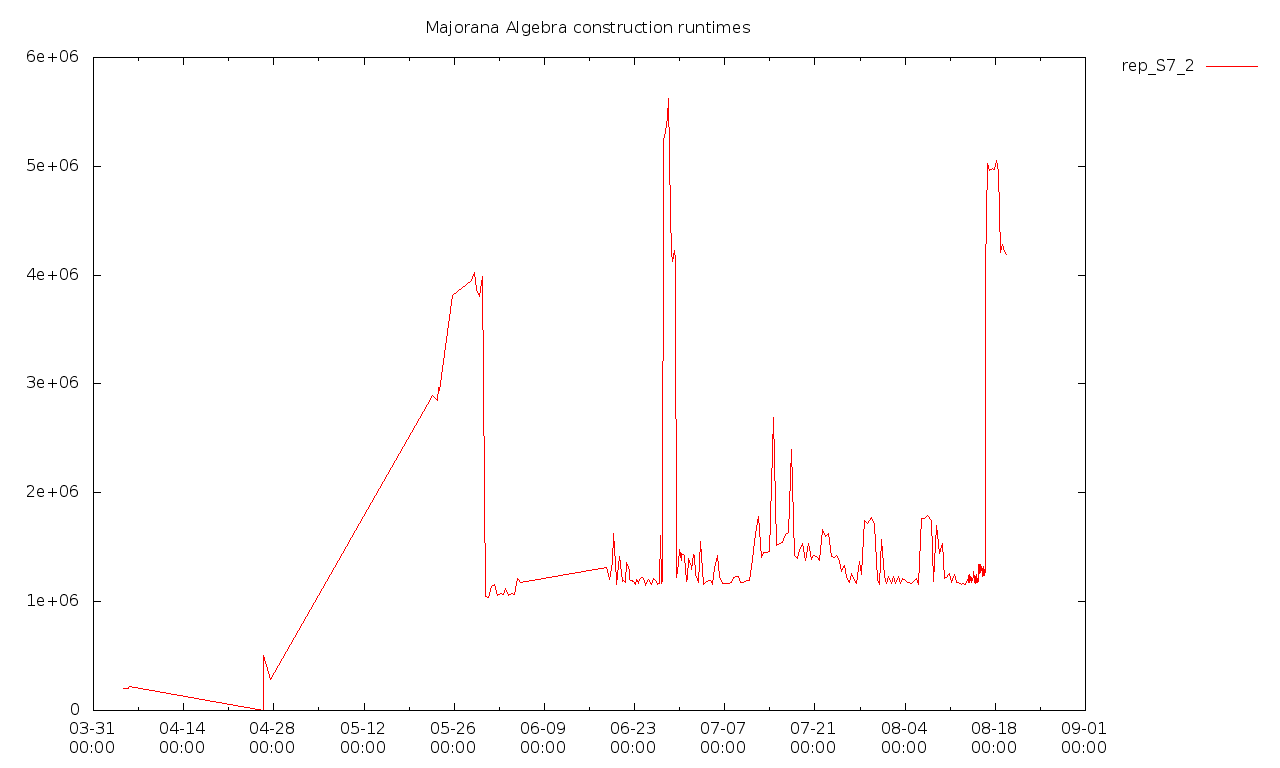 Majorana Algebra construction runtimes
rep_S7_2
6e+06
5e+06
4e+06
3e+06
2e+06
1e+06
0
03-31 04-14 04-28 05-12 05-26 06-09 06-23 07-07 07-21 08-04 08-18 09-01
00:00 00:00 00:00 00:00 00:00 00:00 00:00 00:00 00:00 00:00 00:00 00:00